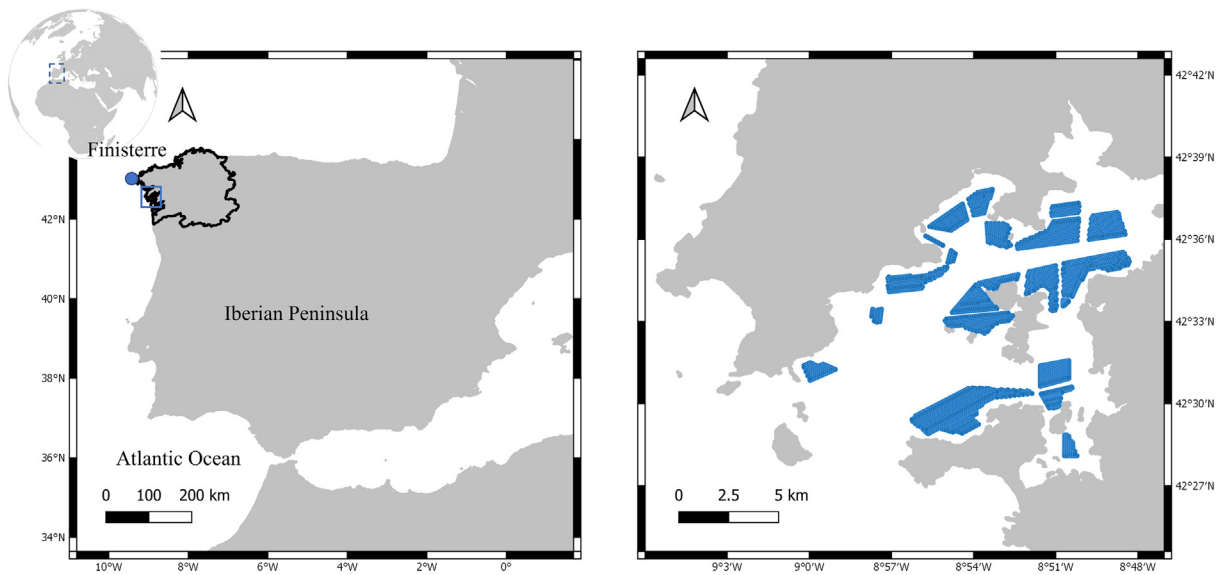 Finisterre
Iberian Peninsula
Atlantic Ocean
0 100 200 km
42°N
40°N
38°N
36°N
34°N
10°W 8°W 6°W 4°W 2°W 0°
0 2.5 5 km
42°42′N
42°39′N
42°36′N
42°33′N
42°30′N
42°27′N
9°3′W 9°0′W 8°57′W 8°54′W 8°51′W 8°48′W